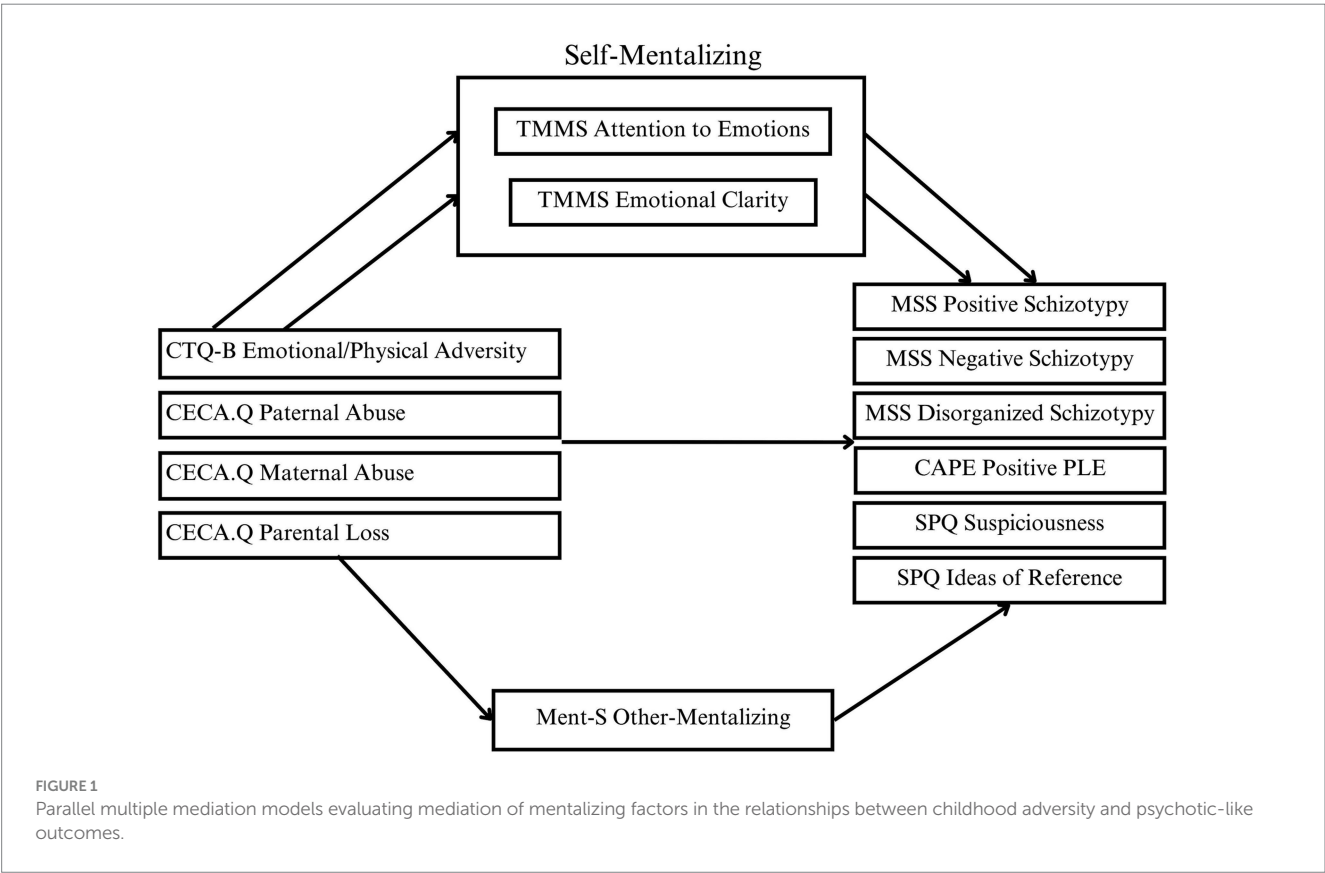 Self-Mentalizing
TMMS Attention to Emotions
TMMS Emotional Clarity
CTQ-B Emotional/Physical Adversity
CECA.Q Paternal Abuse
CECA.Q Maternal Abuse
CECA.Q Parental Loss
MSS Positive Schizotypy
MSS Negative Schizotypy
MSS Disorganized Schizotypy
CAPE Positive PLE
SPQ Suspiciousness
SPQ Ideas of Reference
Ment-S Other-Mentalizing
FIGURE 1
Parallel multiple mediation models evaluating mediation of mentalizing factors in the relationships between childhood adversity and psychotic-like
outcomes.